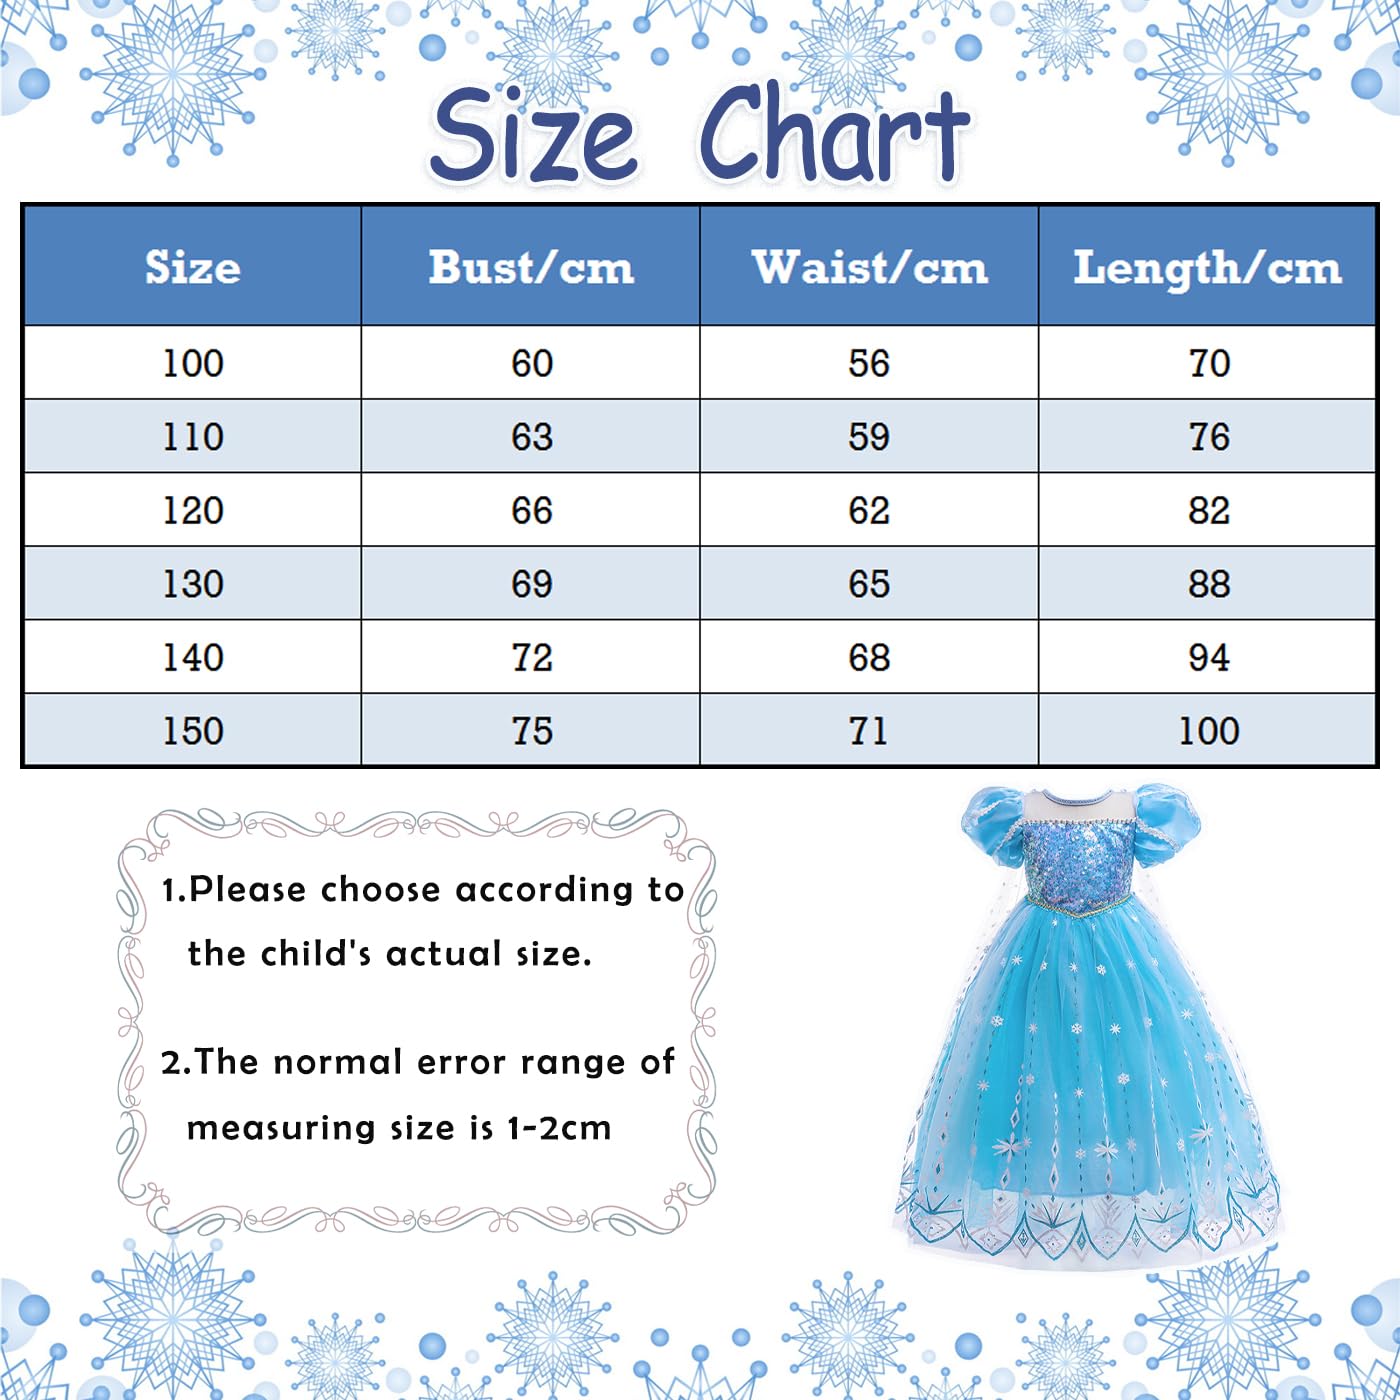 Size Chart
Size Bust/cm Waist/cm Length/cm
100 60 56 70
110 63 59 76
120 66 62 82
130 69 65 88
140 72 68 94
150 75 71 100
1.Please choose according to
the child's actual size.
2.The normal error range of
measuring size is 1-2cm